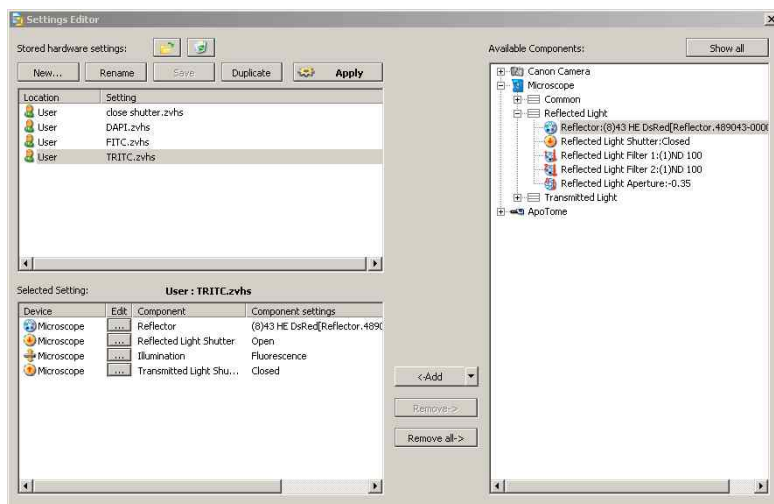 Settings Editor
Stored hardware settings:
New... Rename Save Duplicate Apply
Location Setting
User close shutter.zvhs
User DAPI.zvhs
User FITC.zvhs
User TRITC.zvhs
Selected Setting: User : TRITC.zvhs
Device Edit Component Component settings
Microscope ... Reflector (8)43 HE DsRed[Reflector.489(
Microscope ... Reflected Light Shutter Open
Microscope ... Illumination Fluorescence
Microscope ... Transmitted Light Shu... Closed
<-Add
Remove->
Remove all->
Available Components: Show all
Canon Camera
Microscope
Common
Reflected Light
Reflector:(8)43 HE DsRed[Reflector.489043-000(
Reflected Light Shutter:Closed
Reflected Light Filter 1:(1)ND 100
Reflected Light Filter 2:(1)ND 100
Reflected Light Aperture:-0.35
Transmitted Light
ApoTome